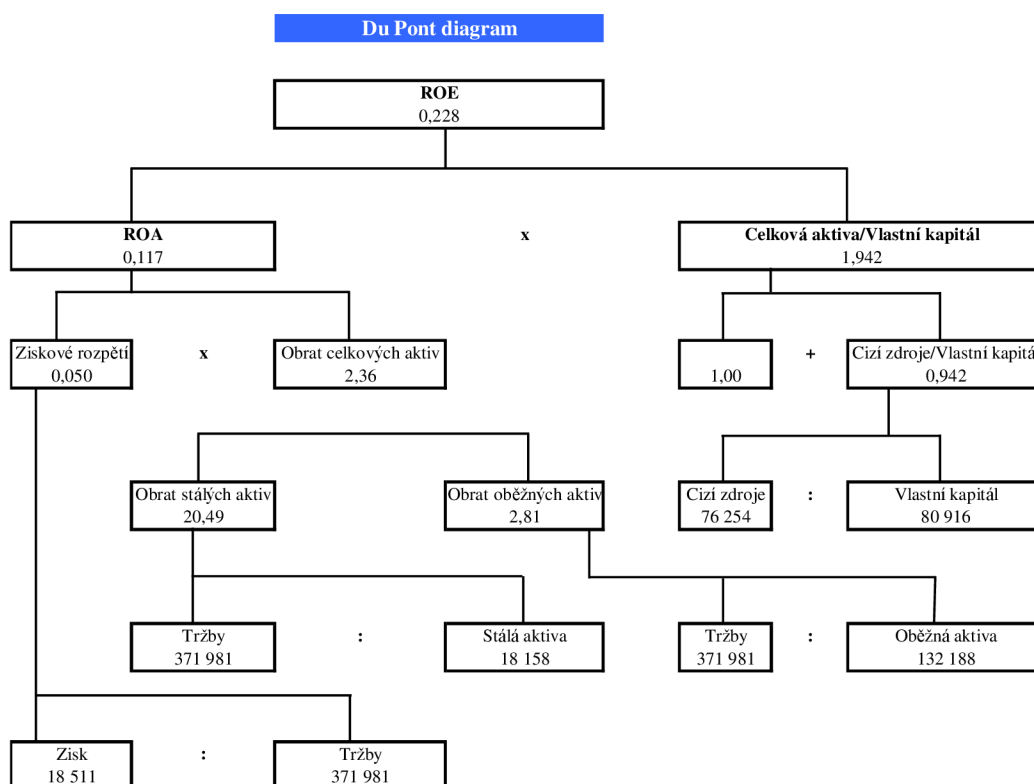 Du Pont diagram
ROE
0,228
ROA
0,117
x
Celková aktiva/Vlastní kapitál
1,942
Ziskové rozpětí
0,050
x
Obrat celkových aktiv
2,36
1,00
+
Cizí zdroje/Vlastní kapitá
0,942
Obrat stálých aktiv
20,49
Obrat oběžných aktiv
2,81
Cizí zdroje
76 254
:
Vlastní kapitál
80 916
Tržby
371 981
:
Stálá aktiva
18 158
Tržby
371 981
:
Oběžná aktiva
132 188
Zisk
18 511
:
Tržby
371 981